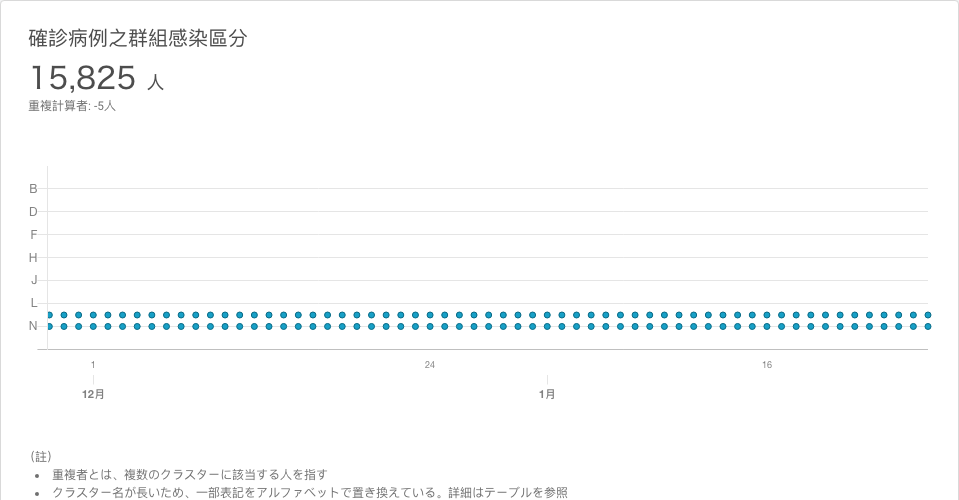 確診病例之群組感染區分
15,825 人
重複計算者: -5人
B
D
F
H
J
L
N
1 24 16
12月 1月
（註）
• 重複者とは、複数のクラスターに該当する人を指す
• クラスター名が長いため、一部表記をアルファベットで置き換えている。詳細はテーブルを参照